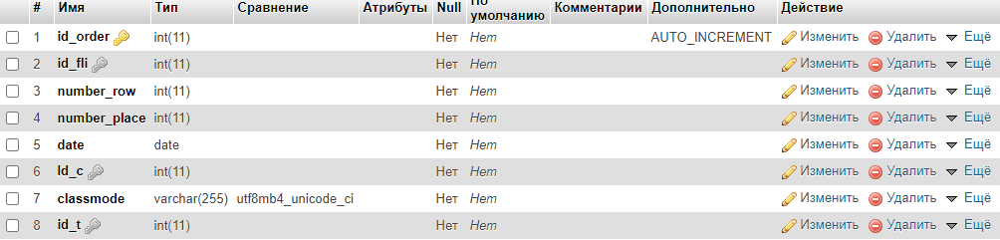 # Имя Тип Сравнение Атрибуты Null По умолчанию Комментарии Дополнительно Действие
1 id_order int(11) Нет Нет AUTO_INCREMENT Изменить Удалить Ещё
2 id_fli int(11) Нет Нет Изменить Удалить Ещё
3 number_row int(11) Нет Нет Изменить Удалить Ещё
4 number_place int(11) Нет Нет Изменить Удалить Ещё
5 date date Нет Нет Изменить Удалить Ещё
6 Id_c int(11) Нет Нет Изменить Удалить Ещё
7 classmode varchar(255) utf8mb4_unicode_ci Нет Нет Изменить Удалить Ещё
8 id_t int(11) Нет Нет Изменить Удалить Ещё